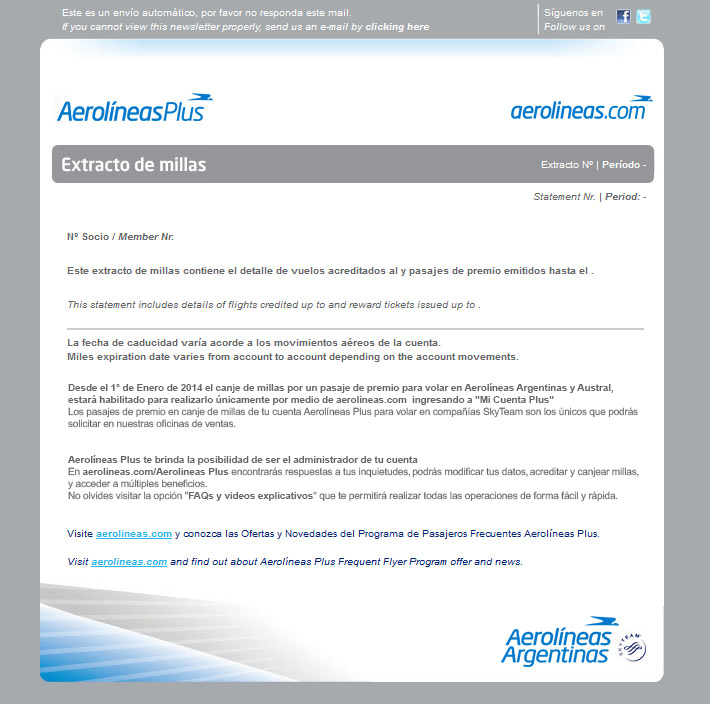 Este es un envío automático, por favor no responda este mail.
If you cannot view this newsletter properly, send us an e-mail by clicking here
Síguenos en
Follow us on
AerolíneasPlus
aerolineas.com
Extracto de millas
Extracto Nº | Período -
Statement Nr. | Period: -
Nº Socio / Member Nr.
Este extracto de millas contiene el detalle de vuelos acreditados al y pasajes de premio emitidos hasta el .
This statement includes details of flights credited up to and reward tickets issued up to .
La fecha de caducidad varía acorde a los movimientos aéreos de la cuenta.
Miles expiration date varies from account to account depending on the account movements.
Desde el 1° de Enero de 2014 el canje de millas por un pasaje de premio para volar en Aerolíneas Argentinas y Austral,
estará habilitado para realizarlo únicamente por medio de aerolineas.com ingresando a "Mi Cuenta Plus"
Los pasajes de premio en canje de millas de tu cuenta Aerolíneas Plus para volar en compañías SkyTeam son los únicos que podrás
solicitar en nuestras oficinas de ventas.
Aerolíneas Plus te brinda la posibilidad de ser el administrador de tu cuenta
En aerolineas.com/Aerolineas Plus encontrarás respuestas a tus inquietudes, podrás modificar tus datos, acreditar y canjear millas,
y acceder a múltiples beneficios.
No olvides visitar la opción "FAQs y videos explicativos" que te permitirá realizar todas las operaciones de forma fácil y rápida.
Visite aerolineas.com y conozca las Ofertas y Novedades del Programa de Pasajeros Frecuentes Aerolíneas Plus.
Visit aerolineas.com and find out about Aerolíneas Plus Frequent Flyer Program offer and news.
Aerolíneas
Argentinas
SKYTEAM